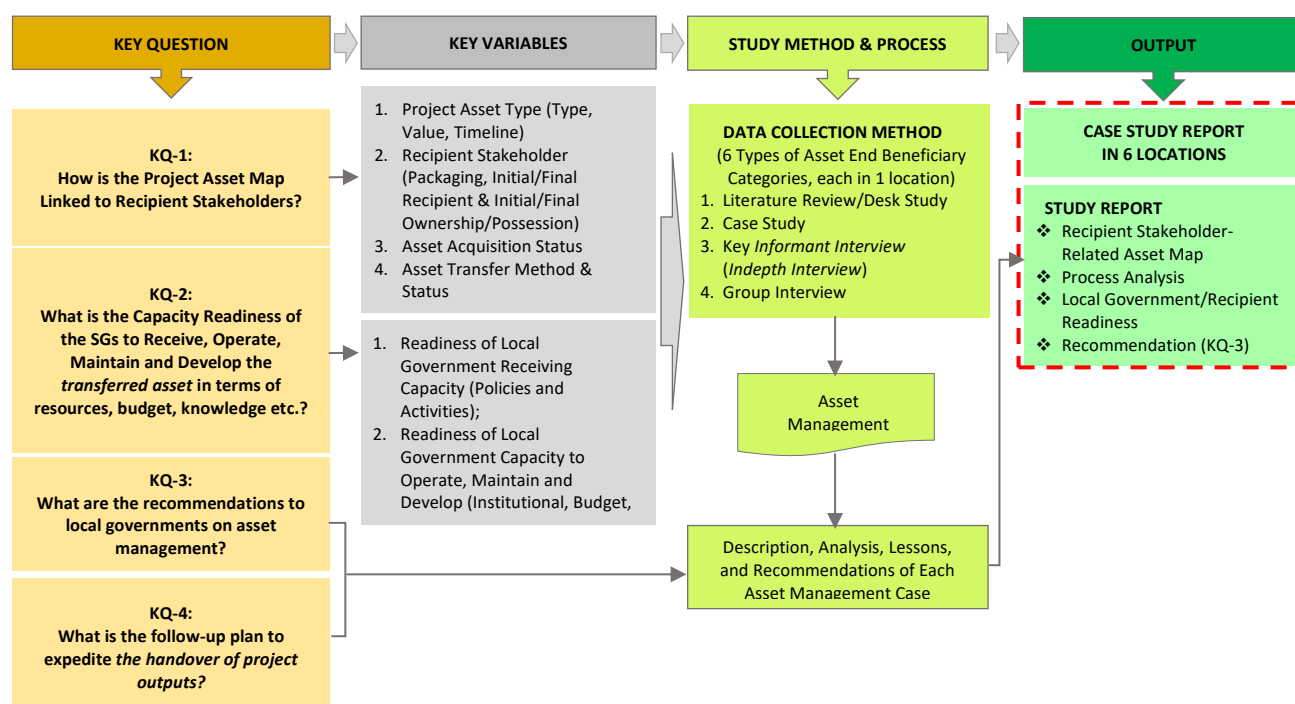 KEY QUESTION
KEY VARIABLES
STUDY METHOD & PROCESS
OUTPUT
KQ-1:
How is the Project Asset Map
Linked to Recipient Stakeholders?
KQ-2:
What is the Capacity Readiness of
the SGs to Receive, Operate,
Maintain and Develop the
transferred asset in terms of
resources, budget, knowledge etc.?
KQ-3:
What are the recommendations to
local governments on asset
management?
KQ-4:
What is the follow-up plan to
expedite the handover of project
outputs?
1. Project Asset Type (Type,
Value, Timeline)
2. Recipient Stakeholder
(Packaging, Initial/Final
Recipient & Initial/Final
Ownership/Possession)
3. Asset Acquisition Status
4. Asset Transfer Method &
Status
1. Readiness of Local
Government Receiving
Capacity (Policies and
Activities);
2. Readiness of Local
Government Capacity to
Operate, Maintain and
Develop (Institutional, Budget,
DATA COLLECTION METHOD
(6 Types of Asset End Beneficiary
Categories, each in 1 location)
1. Literature Review/Desk Study
2. Case Study
3. Key Informant Interview
(Indepth Interview)
4. Group Interview
Asset
Management
Description, Analysis, Lessons,
and Recommendations of Each
Asset Management Case
CASE STUDY REPORT
IN 6 LOCATIONS
STUDY REPORT
❖ Recipient Stakeholder-
Related Asset Map
❖ Process Analysis
❖ Local Government/Recipient
Readiness
❖ Recommendation (KQ-3)